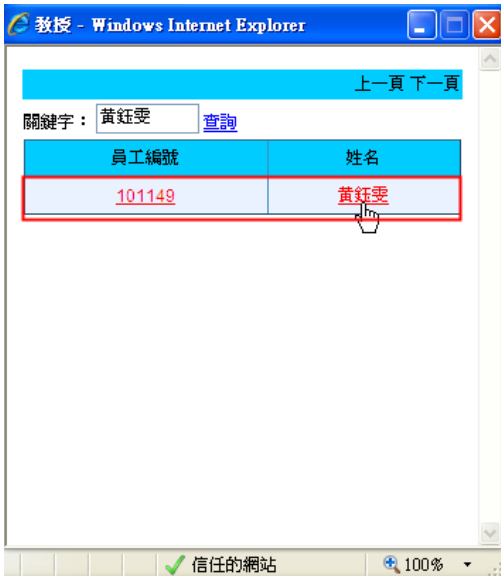 教授 - Windows Internet Explorer
上一頁 下一頁
關鍵字：黃鈺雯 查詢
員工編號 姓名
101149 黃鈺雯
信任的網站 100%